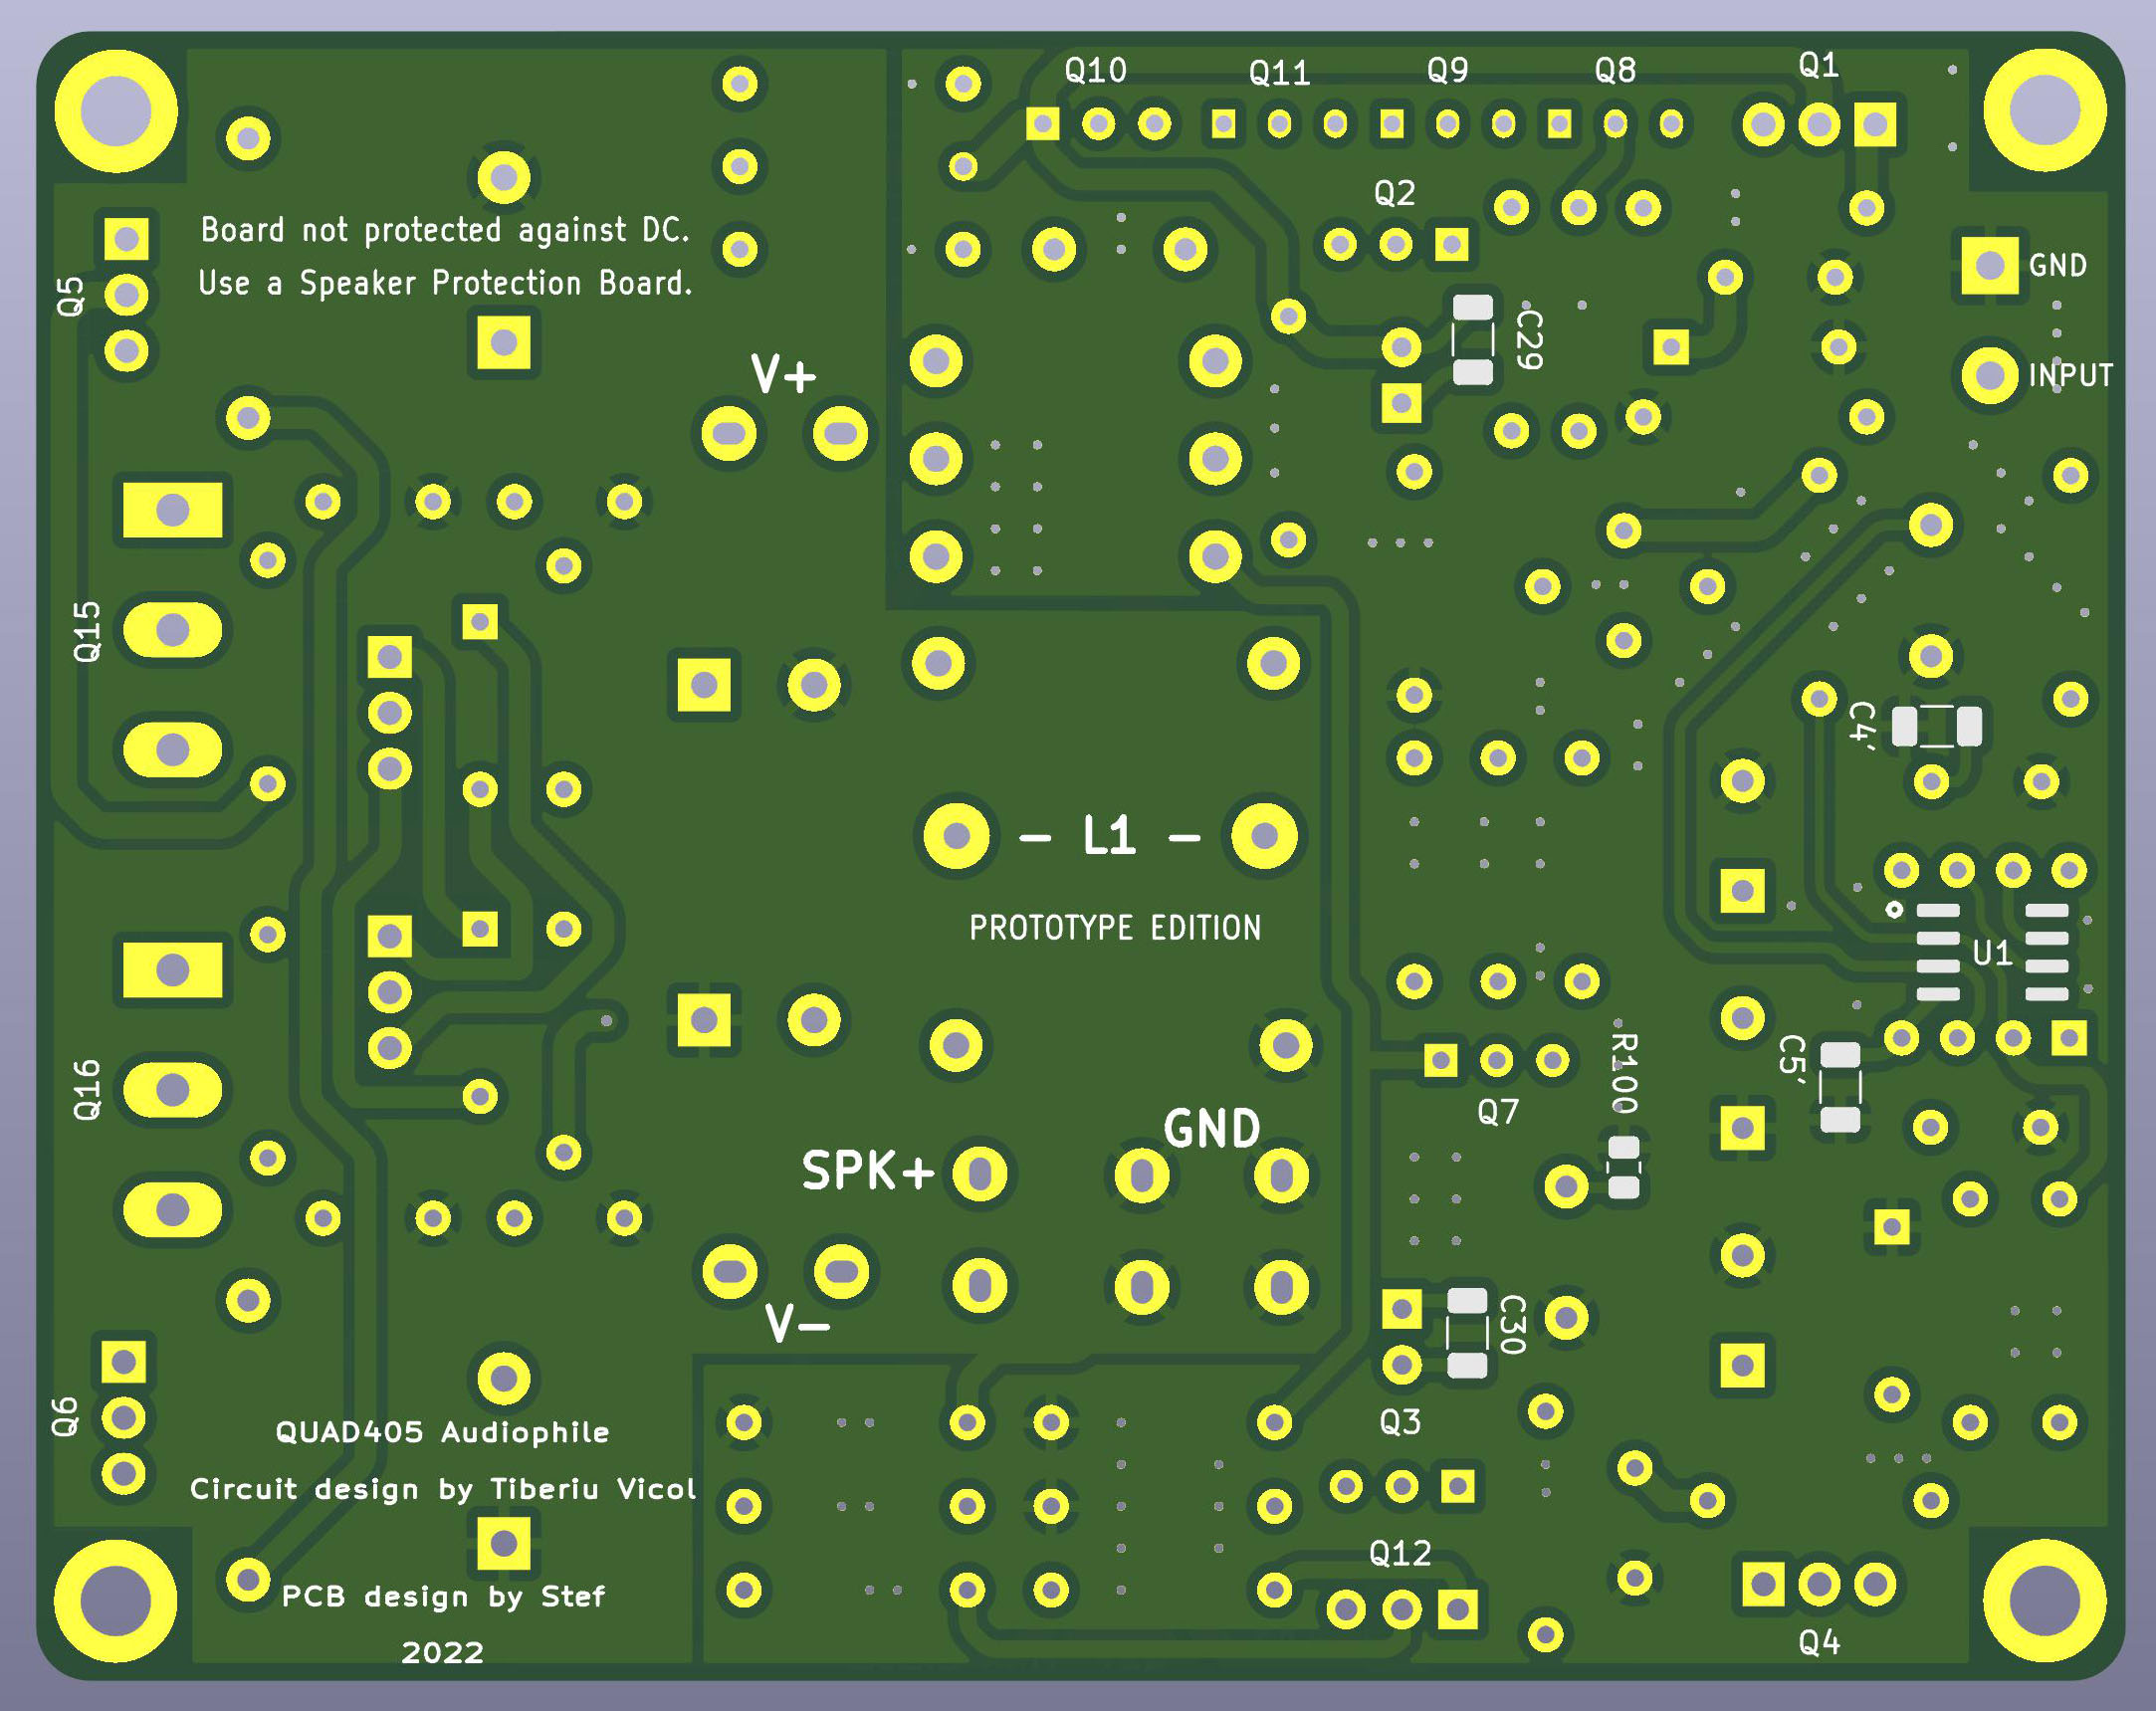 Q10 Q11 Q9 Q8 Q1
Q2
Board not protected against DC.
Use a Speaker Protection Board.
GND
Q5
C29
V+
INPUT
Q15
C4'
- L1 -
PROTOTYPE EDITION
U1
Q16
C5'
R100
Q7
GND
SPK+
V-
C30
Q6
Q3
QUAD405 Audiophile
Circuit design by Tiberiu Vicol
Q12
PCB design by Stef
Q4
2022